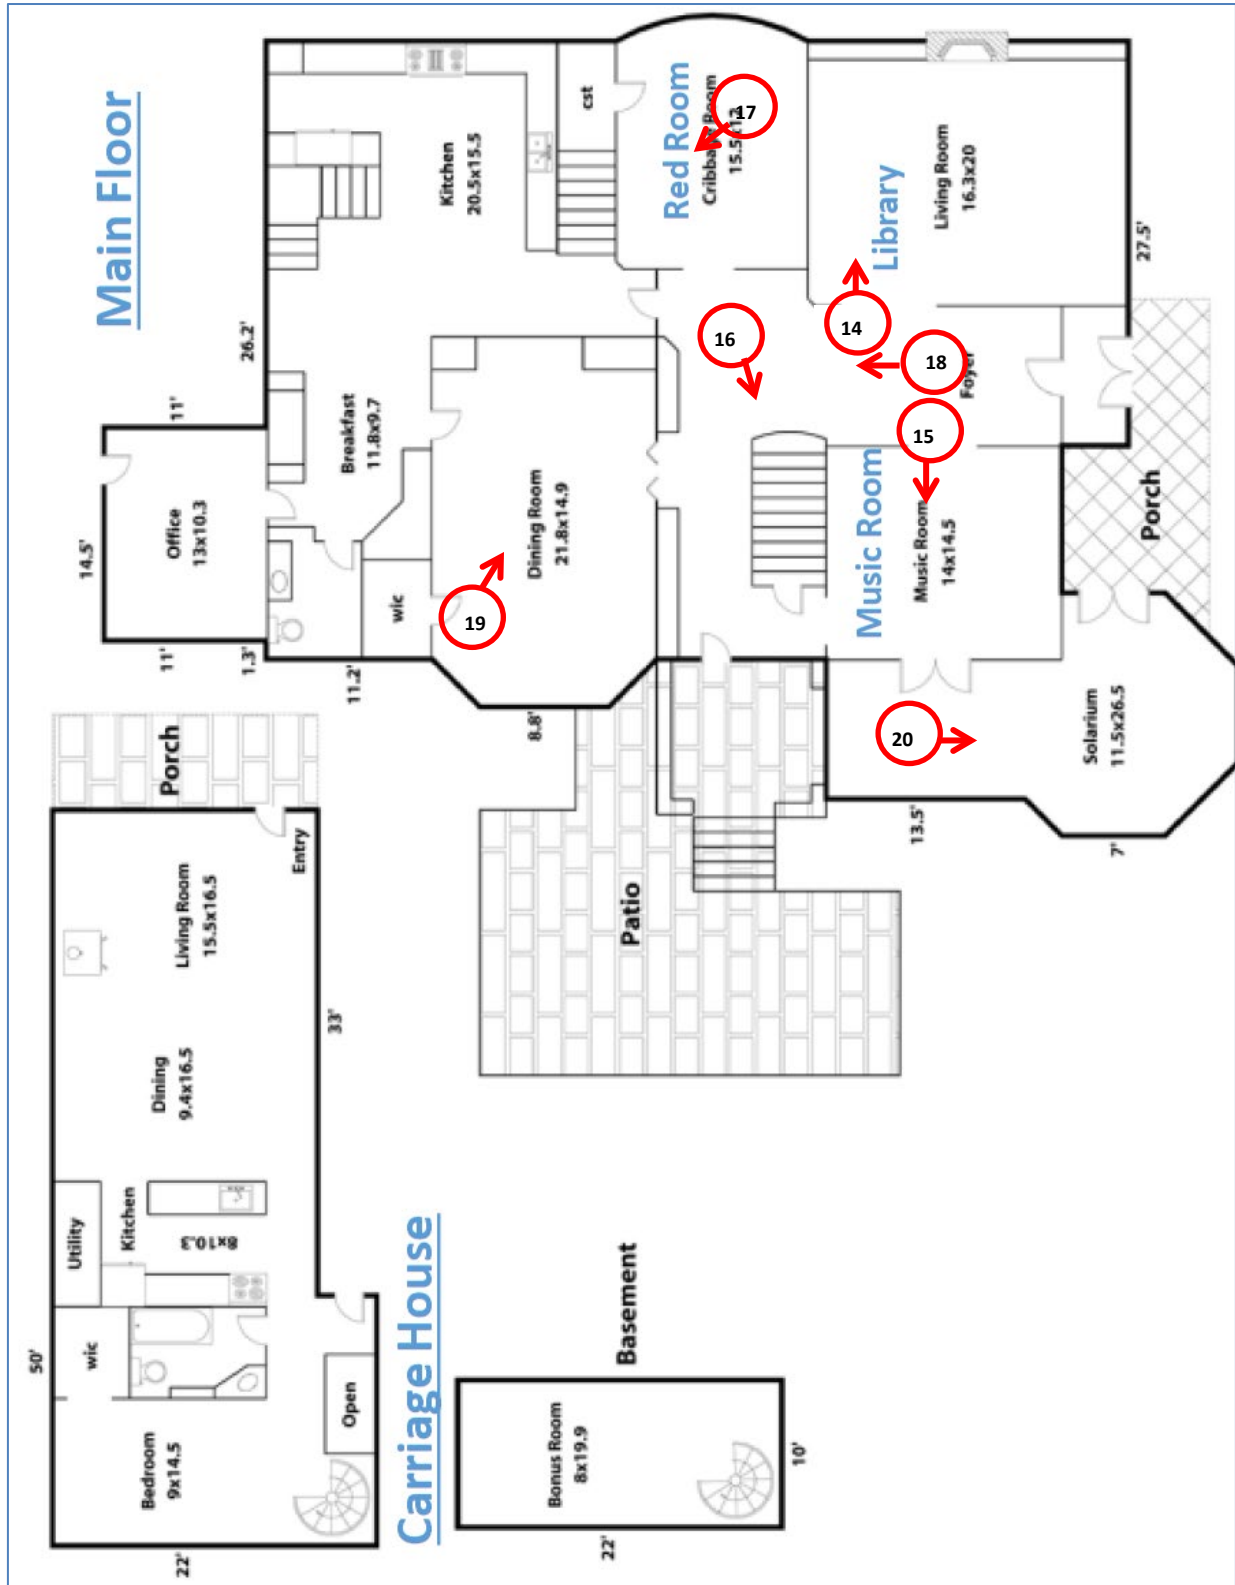 Main Floor
Kitchen
20.5x15.5
cst
Red Room
Cribbage Room
15.5x12
17
Library
Living Room
16.3x20
27.5'
26.2'
11'
14.5'
Office
13x10.3
11'
1.3'
11.2'
Breakfast
11.8x9.7
wic
Dining Room
21.8x14.9
19
8.8'
16
14
18
Foyer
15
Music Room
Music Room
14x14.5
Porch
20
Solarium
11.5x26.5
13.5'
7'
Patio
Porch
Entry
Living Room
15.5x16.5
Dining
9.4x16.5
33'
Utility
Kitchen
8x10.3
50'
wic
Bedroom
9x14.5
Open
22'
Carriage House
Basement
Bonus Room
8x19.9
10'
22'